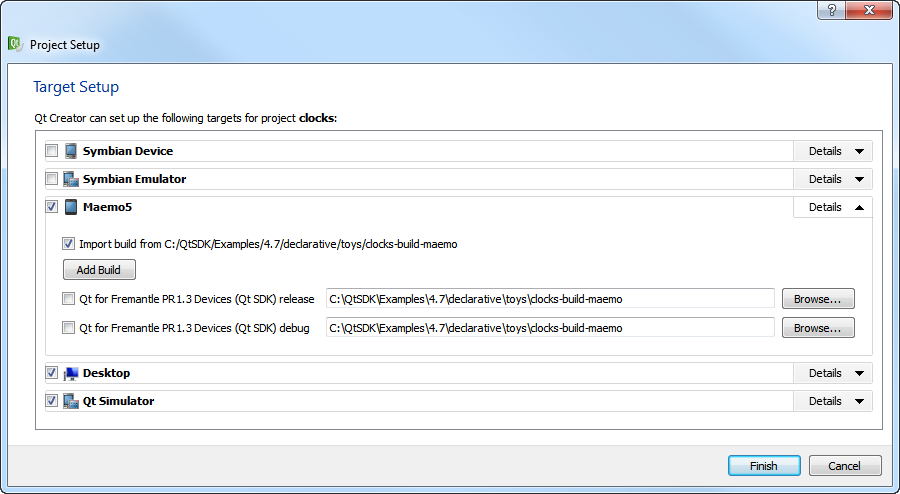 Project Setup
Target Setup
Qt Creator can set up the following targets for project clocks:
Symbian Device Details
Symbian Emulator Details
Maemo5 Details
Import build from C:/QtSDK/Examples/4.7/declarative/toys/clocks-build-maemo
Add Build
Qt for Fremantle PR1.3 Devices (Qt SDK) release C:\QtSDK\Examples\4.7\declarative\toys\clocks-build-maemo Browse...
Qt for Fremantle PR1.3 Devices (Qt SDK) debug C:\QtSDK\Examples\4.7\declarative\toys\clocks-build-maemo Browse...
Desktop Details
Qt Simulator Details
Finish Cancel